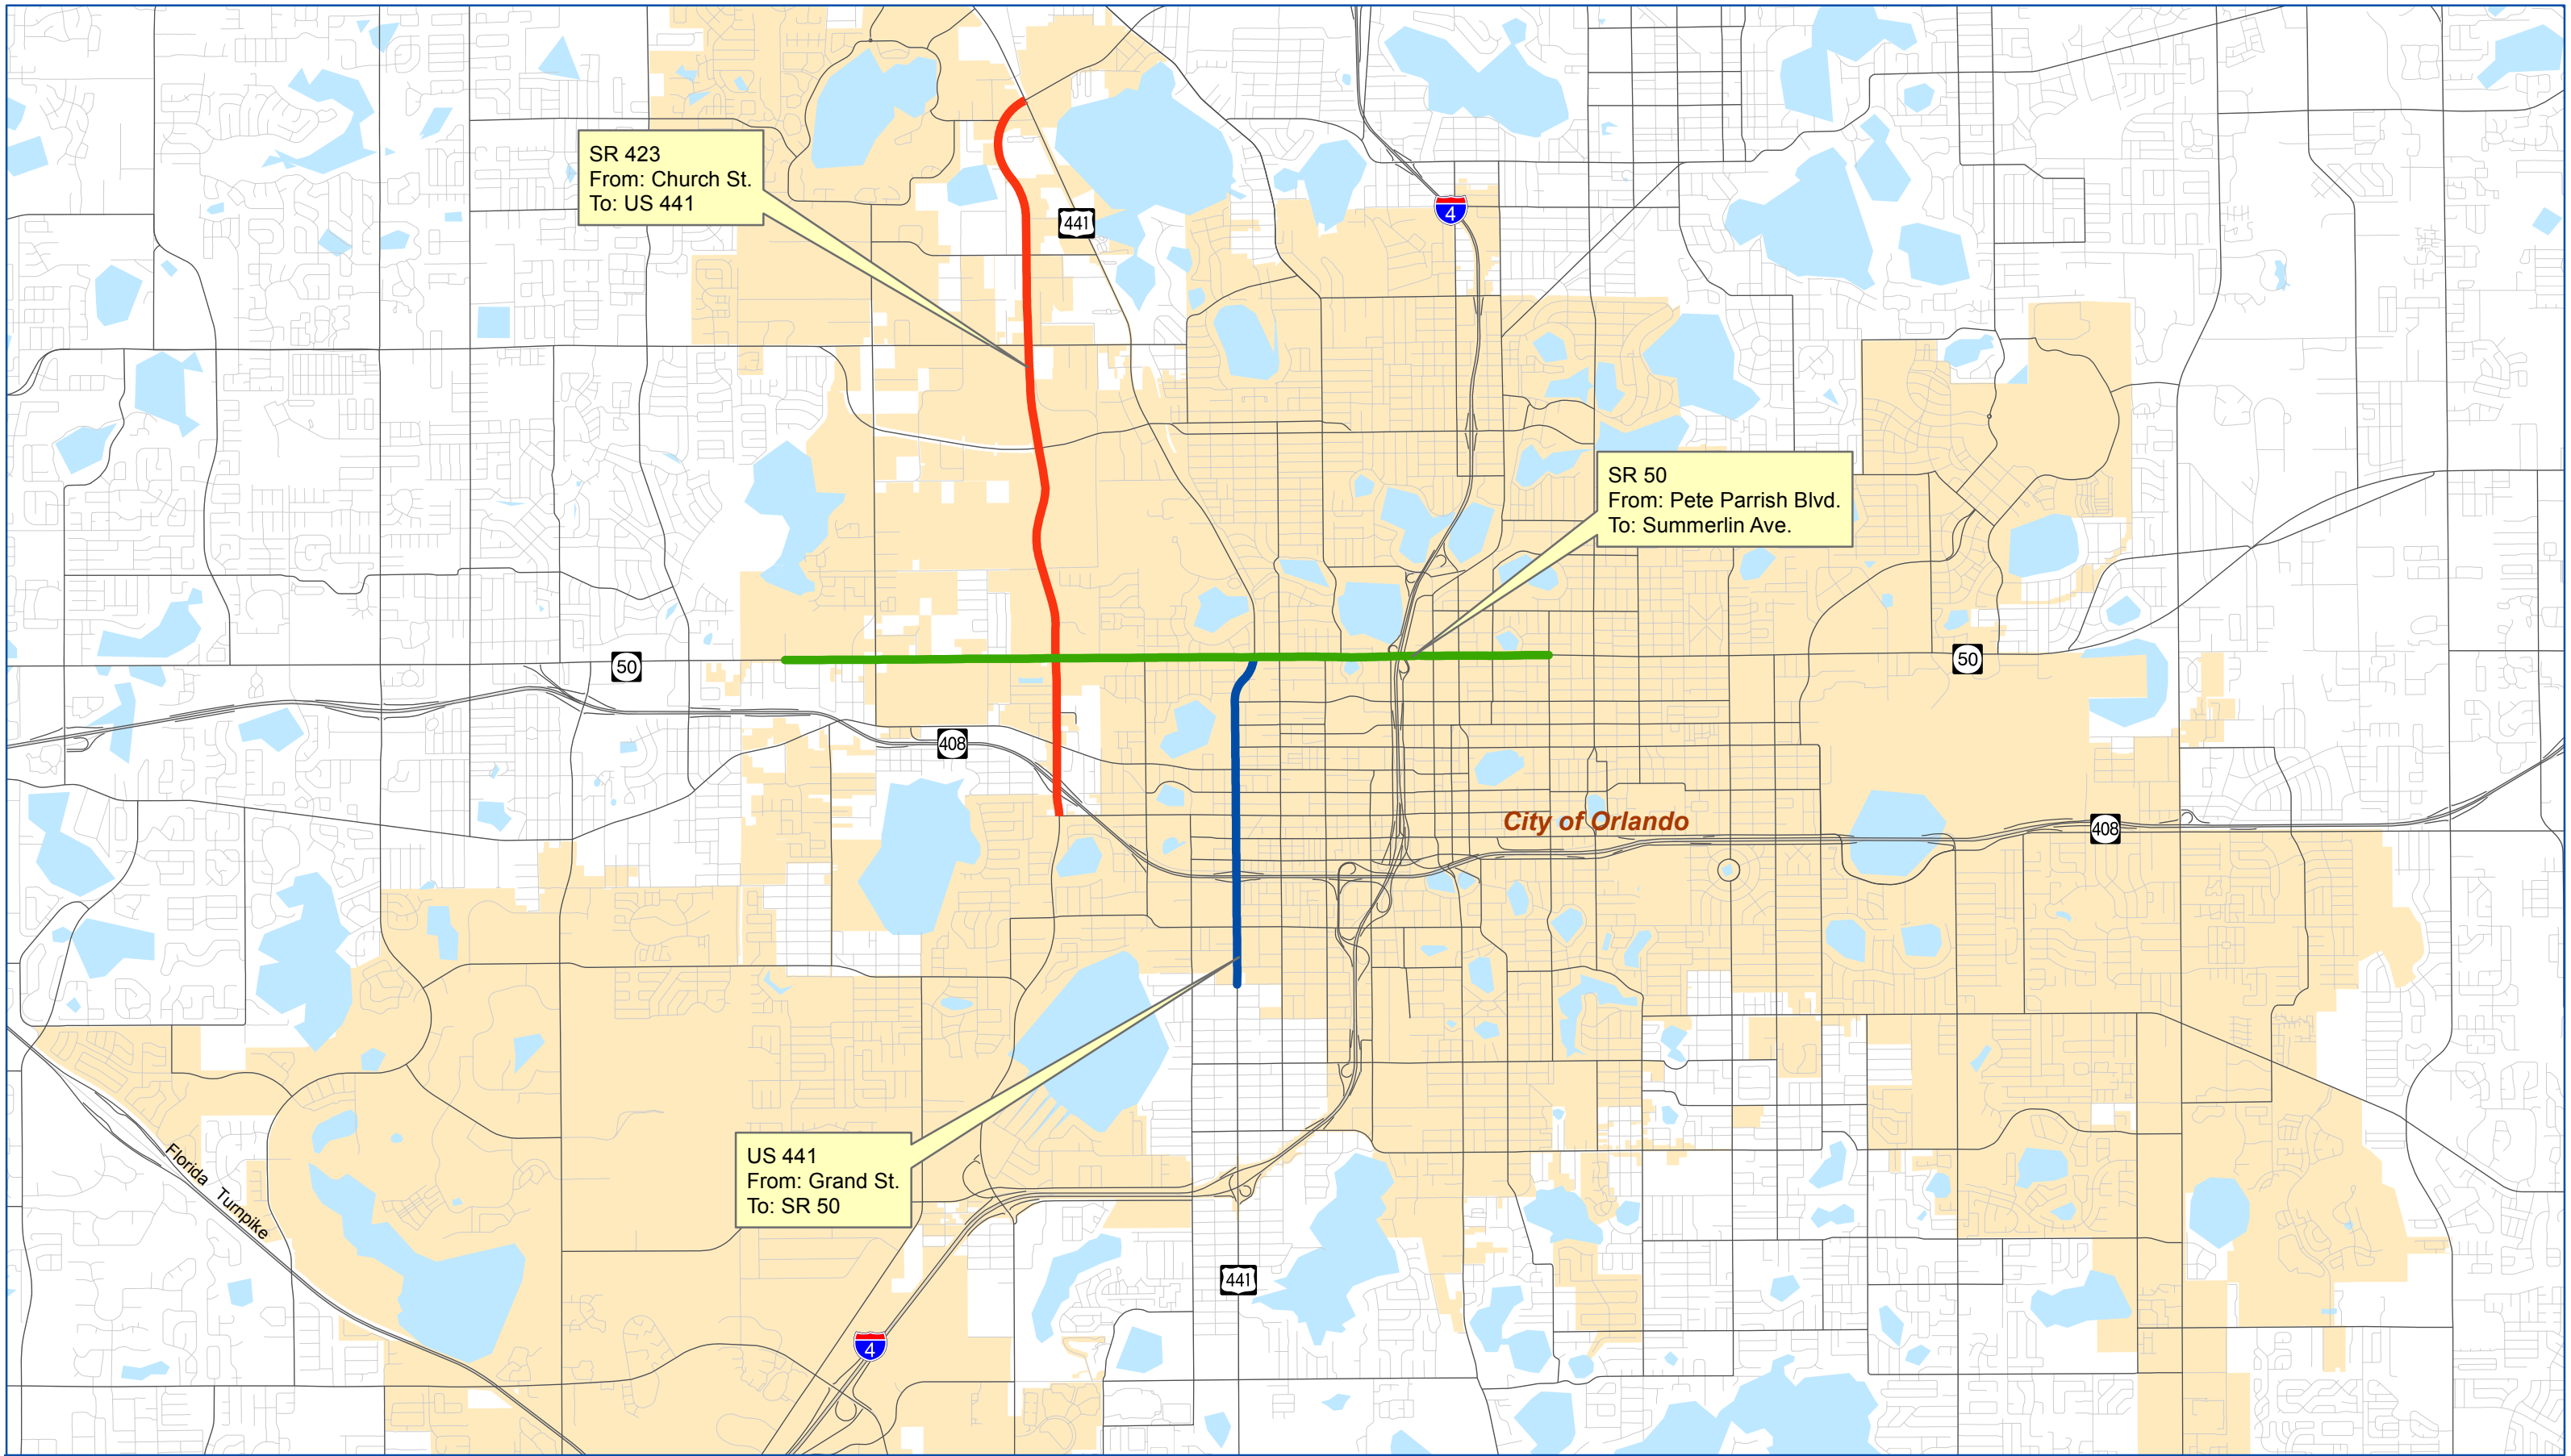 SR 423
From: Church St.
To: US 441
441
4
SR 50
From: Pete Parrish Blvd.
To: Summerlin Ave.
50
50
408
City of Orlando
408
US 441
From: Grand St.
To: SR 50
Florida Turnpike
441
4